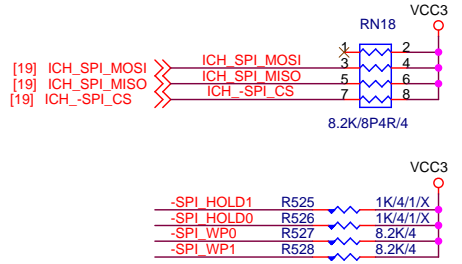 VCC3
RN18
1 2
[19] ICH_SPI_MOSI ICH_SPI_MOSI 3 4
[19] ICH_SPI_MISO ICH_SPI_MISO 5 6
[19] ICH_-SPI_CS ICH_-SPI_CS 7 8
8.2K/8P4R/4
VCC3
-SPI_HOLD1 R525 1K/4/1/X
-SPI_HOLD0 R526 1K/4/1/X
-SPI_WP0 R527 8.2K/4
-SPI_WP1 R528 8.2K/4